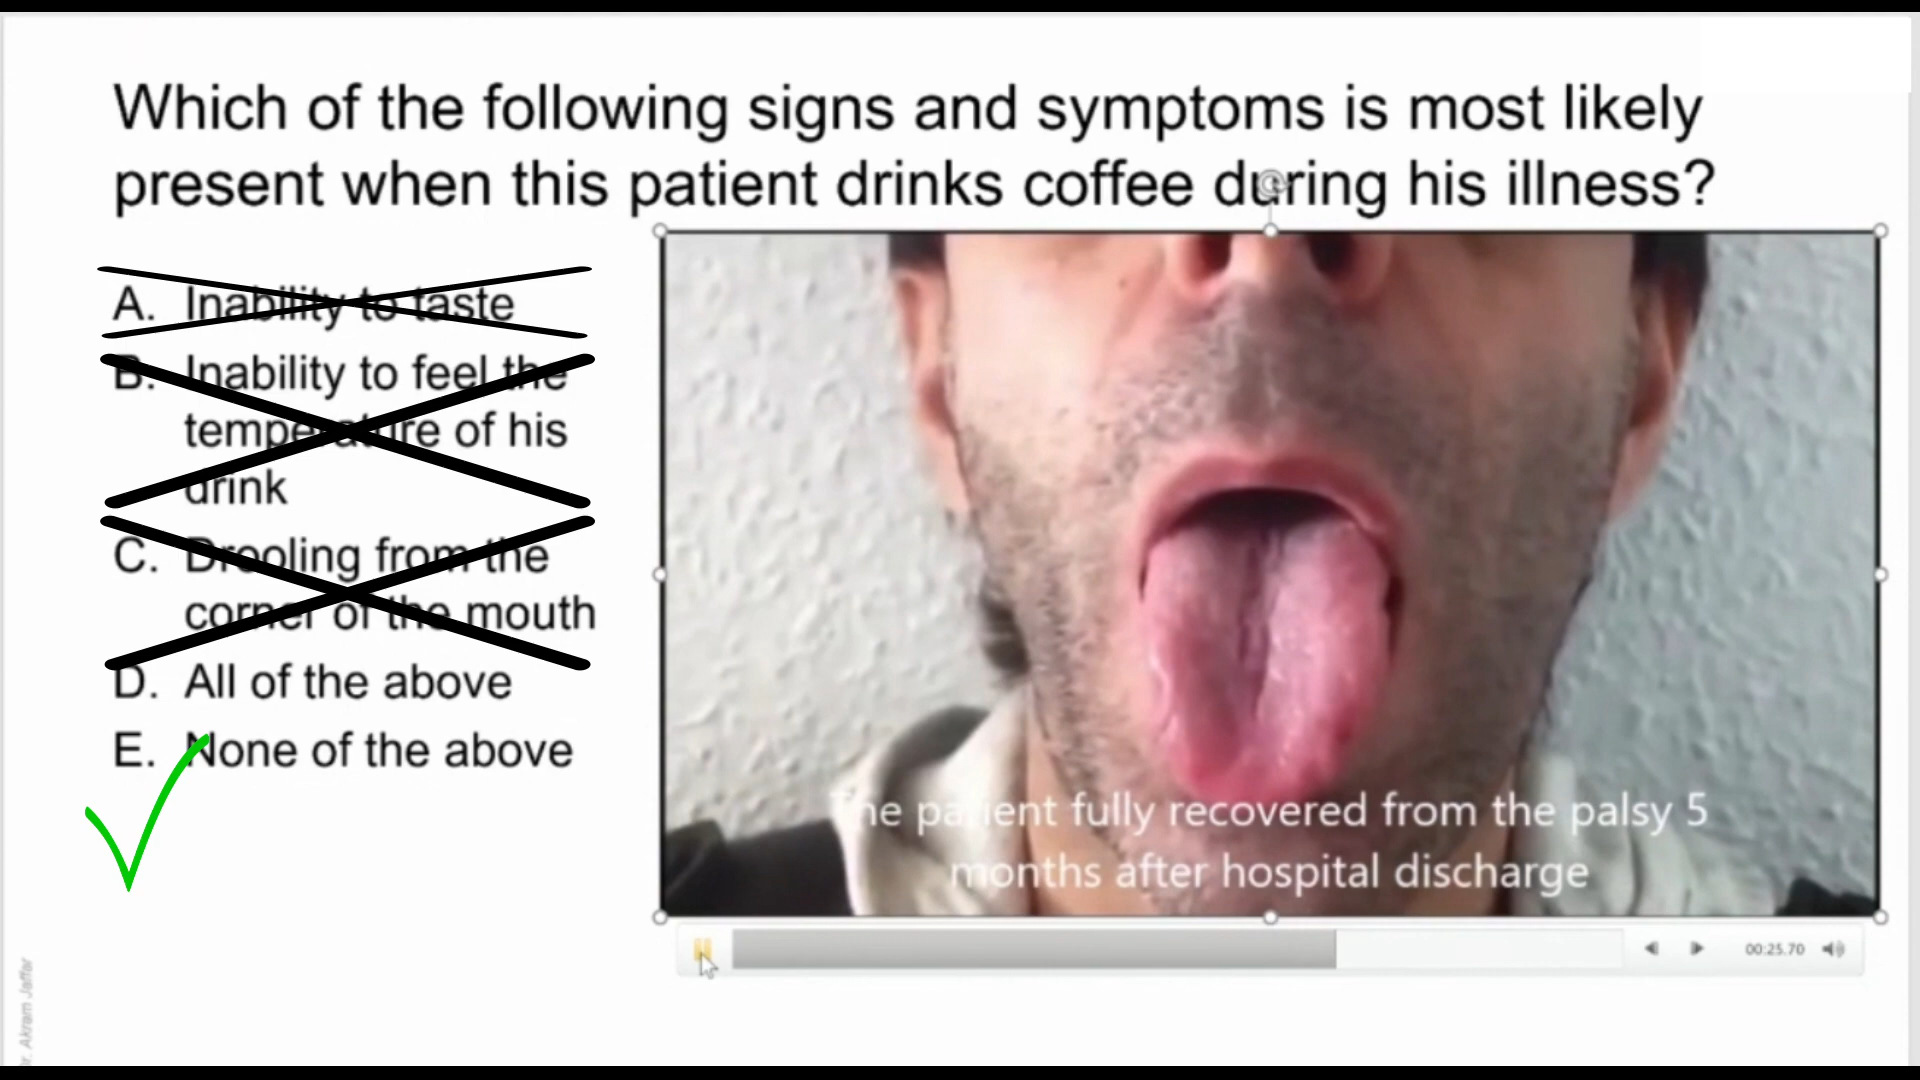 Which of the following signs and symptoms is most likely
present when this patient drinks coffee during his illness?
A. Inability to taste
B. Inability to feel the
temperature of his
drink
C. Drooling from the
corner of the mouth
D. All of the above
E. None of the above
The patient fully recovered from the palsy 5
months after hospital discharge
00:25.70
Dr. Akram Jaffar